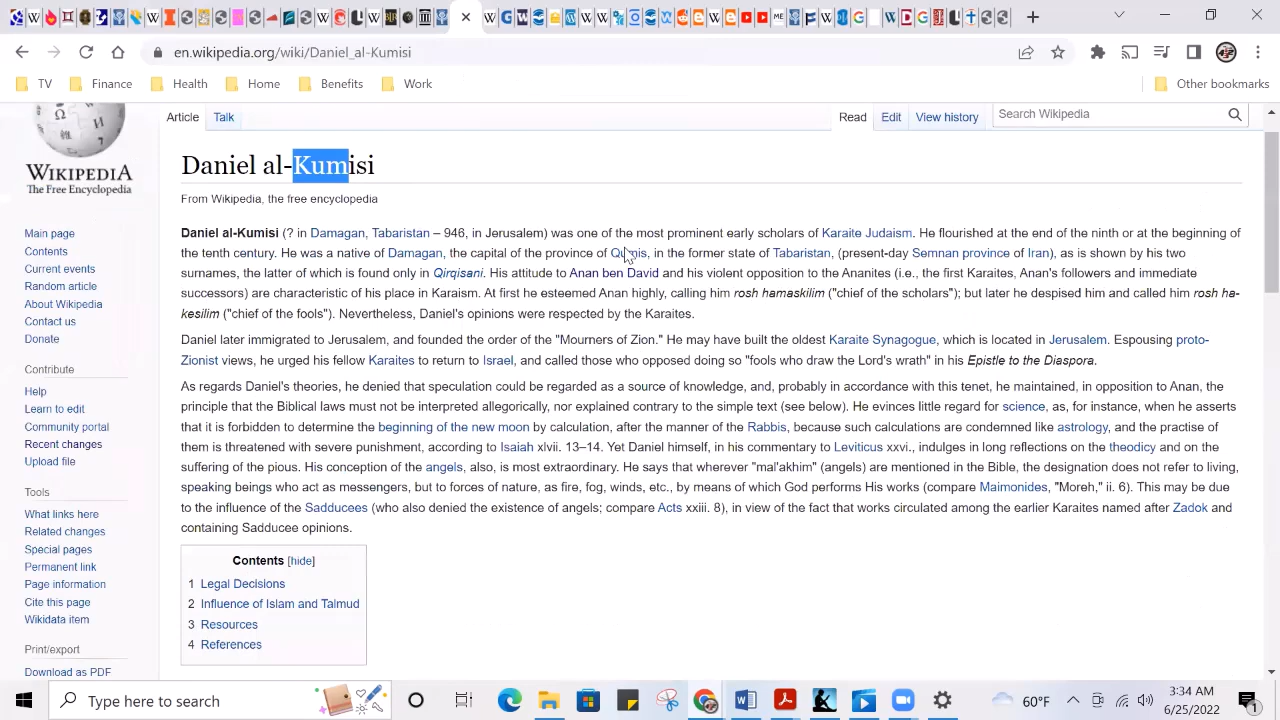 en.wikipedia.org/wiki/Daniel_al-Kumisi
TV Finance Health Home Benefits Work Other bookmarks
Article Talk Read Edit View history Search Wikipedia
WIKIPEDIA
The Free Encyclopedia
Main page
Contents
Current events
Random article
About Wikipedia
Contact us
Donate
Contribute
Help
Learn to edit
Community portal
Recent changes
Upload file
Tools
What links here
Related changes
Special pages
Permanent link
Page information
Cite this page
Wikidata item
Print/export
Download as PDF
Daniel al-Kumisi
From Wikipedia, the free encyclopedia
Daniel al-Kumisi (? in Damagan, Tabaristan – 946, in Jerusalem) was one of the most prominent early scholars of Karaite Judaism. He flourished at the end of the ninth or at the beginning of
the tenth century. He was a native of Damagan, the capital of the province of Qumis, in the former state of Tabaristan, (present-day Semnan province of Iran), as is shown by his two
surnames, the latter of which is found only in Qirqisani. His attitude to Anan ben David and his violent opposition to the Ananites (i.e., the first Karaites, Anan's followers and immediate
successors) are characteristic of his place in Karaism. At first he esteemed Anan highly, calling him rosh hamaskilim ("chief of the scholars"); but later he despised him and called him rosh ha-
kesilim ("chief of the fools"). Nevertheless, Daniel's opinions were respected by the Karaites.
Daniel later immigrated to Jerusalem, and founded the order of the "Mourners of Zion." He may have built the oldest Karaite Synagogue, which is located in Jerusalem. Espousing proto-
Zionist views, he urged his fellow Karaites to return to Israel, and called those who opposed doing so "fools who draw the Lord's wrath" in his Epistle to the Diaspora.
As regards Daniel's theories, he denied that speculation could be regarded as a source of knowledge, and, probably in accordance with this tenet, he maintained, in opposition to Anan, the
principle that the Biblical laws must not be interpreted allegorically, nor explained contrary to the simple text (see below). He evinces little regard for science, as, for instance, when he asserts
that it is forbidden to determine the beginning of the new moon by calculation, after the manner of the Rabbis, because such calculations are condemned like astrology, and the practise of
them is threatened with severe punishment, according to Isaiah xlvii. 13–14. Yet Daniel himself, in his commentary to Leviticus xxvi., indulges in long reflections on the theodicy and on the
suffering of the pious. His conception of the angels, also, is most extraordinary. He says that wherever "mal'akhim" (angels) are mentioned in the Bible, the designation does not refer to living,
speaking beings who act as messengers, but to forces of nature, as fire, fog, winds, etc., by means of which God performs His works (compare Maimonides, "Moreh," ii. 6). This may be due
to the influence of the Sadducees (who also denied the existence of angels; compare Acts xxiii. 8), in view of the fact that works circulated among the earlier Karaites named after Zadok and
containing Sadducee opinions.
Contents [hide]
1 Legal Decisions
2 Influence of Islam and Talmud
3 Resources
4 References
Type here to search
60°F
3:34 AM
6/25/2022